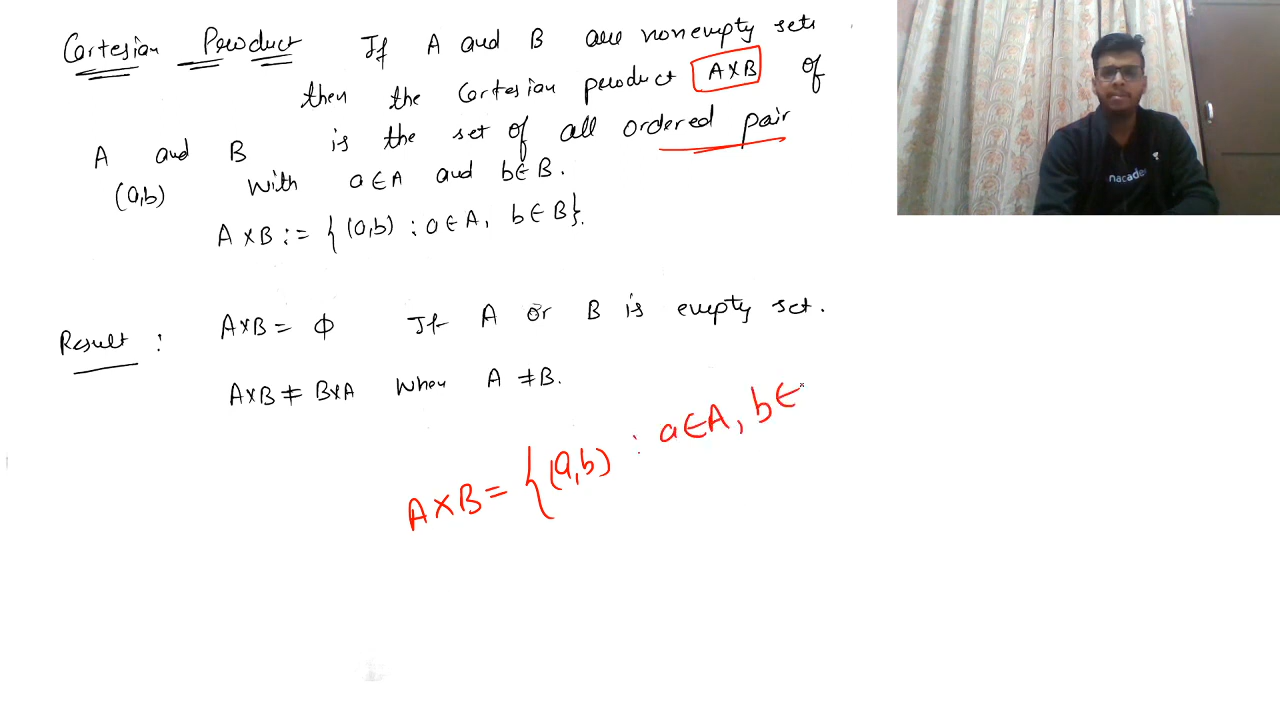 Cartesian Product If A and B are nonempty sets
then the Cartesian product A×B of
A and B is the set of all ordered pair
(a,b) with a∈A and b∈B.
A×B := {(a,b) : a∈A, b∈B}.
Result : A×B = ϕ If A or B is empty set.
A×B ≠ B×A when A ≠ B.
A×B = {(a,b) : a∈A, b∈
nacade